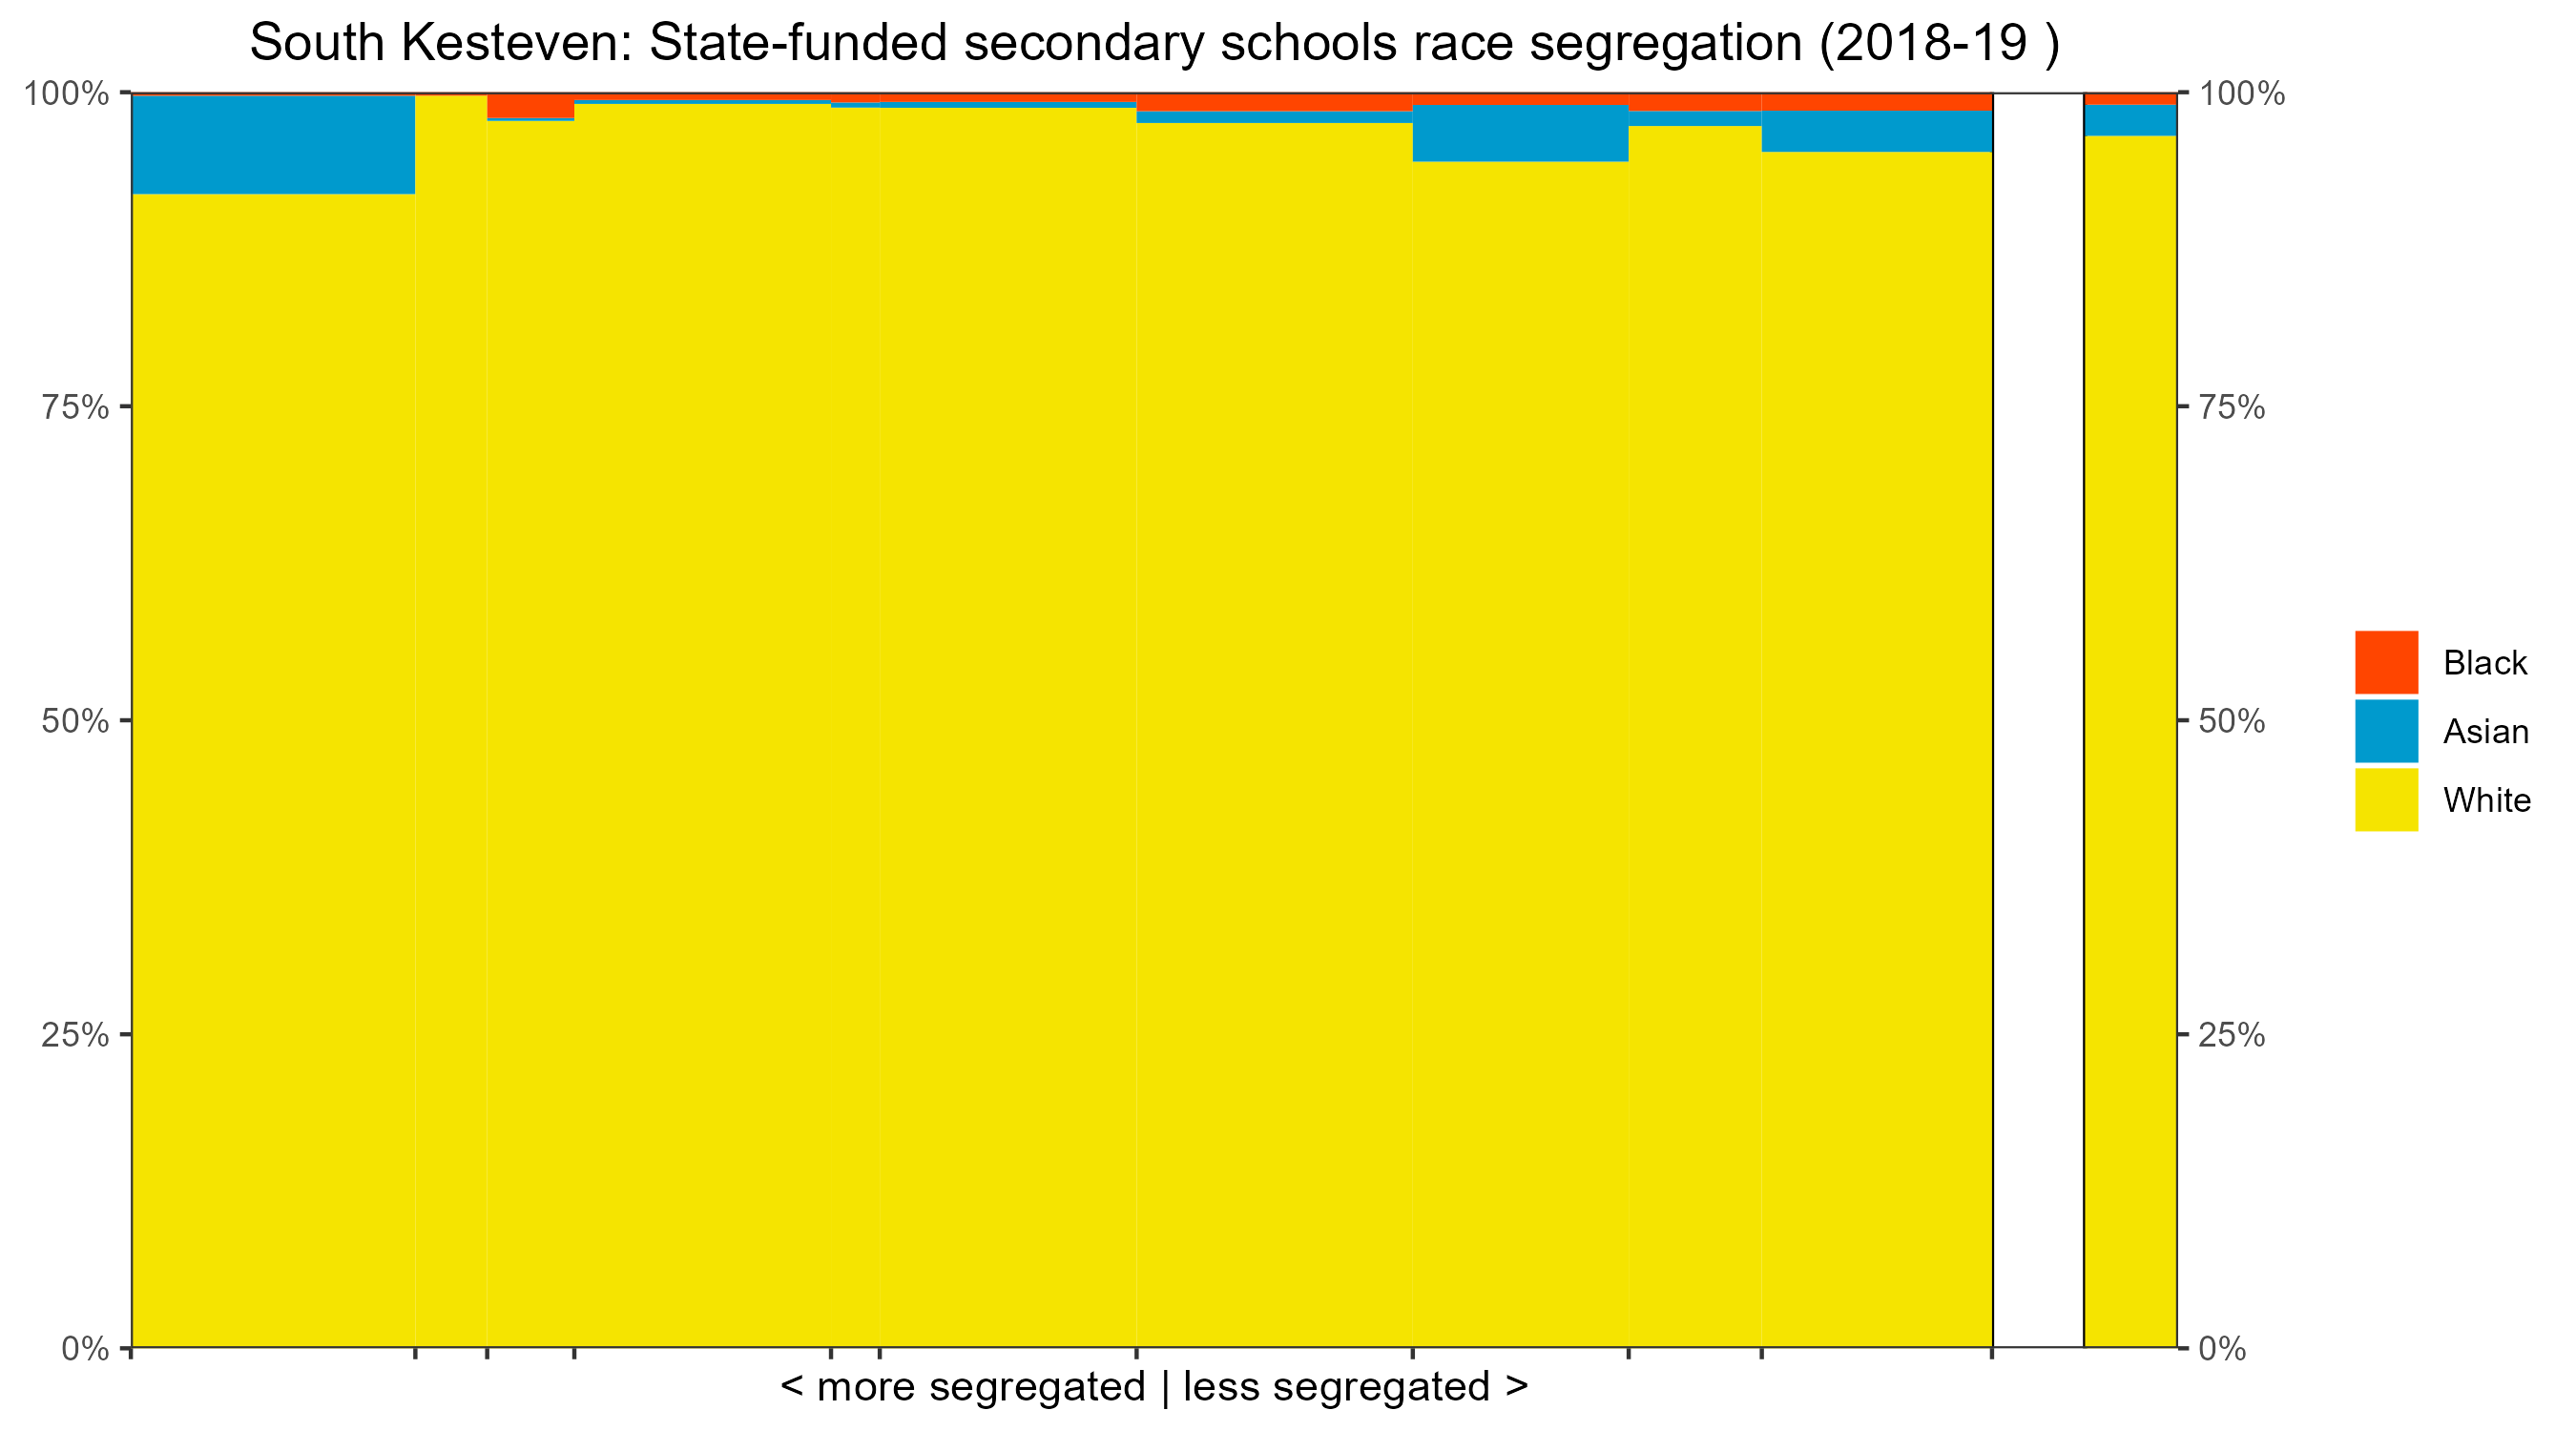 South Kesteven: State-funded secondary schools race segregation (2018-19 )
100%
75%
50%
25%
0%
100%
75%
50%
25%
0%
Black
Asian
White
< more segregated | less segregated >